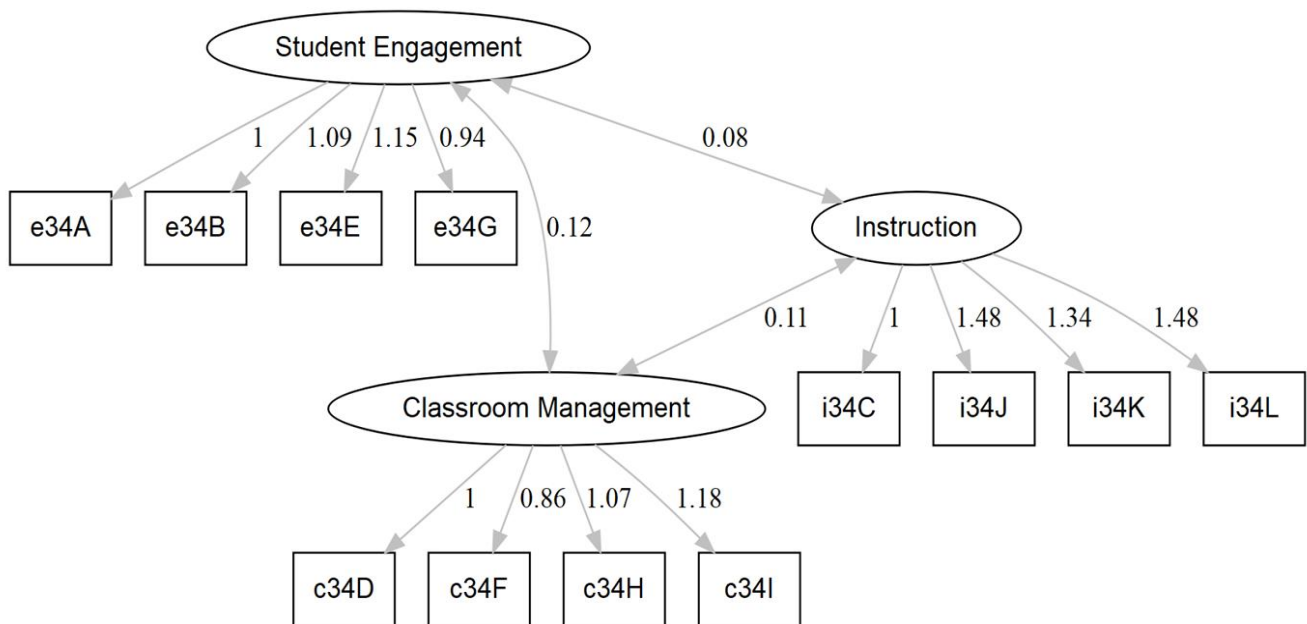 Student Engagement
1 1.09 1.15 0.94 0.08
e34A e34B e34E e34G
0.12 Instruction
0.11 1 1.48 1.34 1.48
Classroom Management i34C i34J i34K i34L
1 0.86 1.07 1.18
c34D c34F c34H c34I